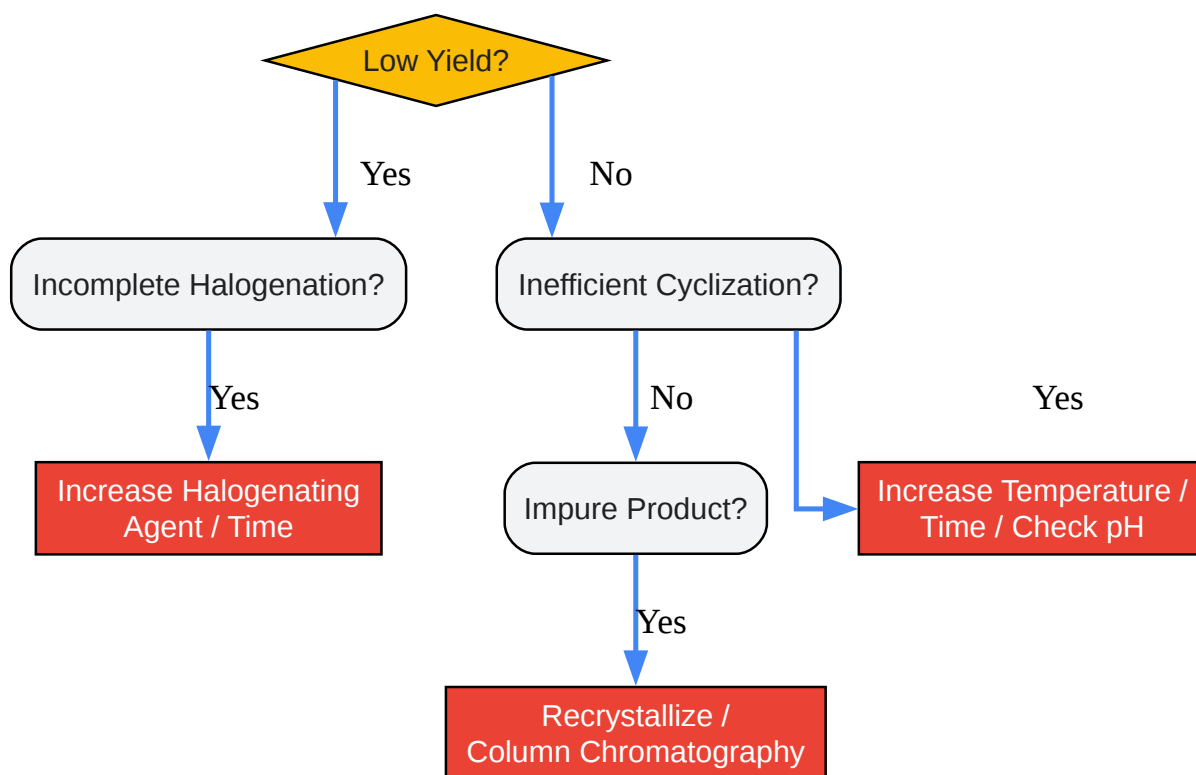 Low Yield?
Yes
No
Incomplete Halogenation?
Inefficient Cyclization?
Yes
No
Yes
Increase Halogenating
Agent / Time
Impure Product?
Increase Temperature /
Time / Check pH
Yes
Recrystallize /
Column Chromatography